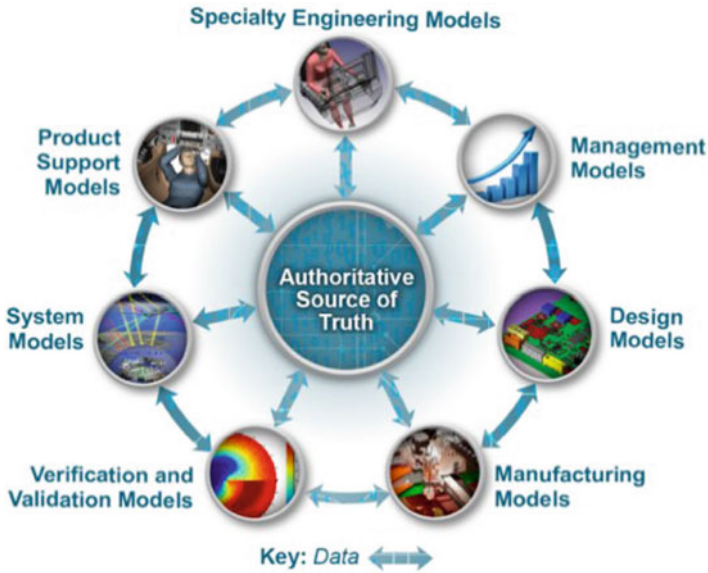 Specialty Engineering Models
Product
Support
Models
Management
Models
Authoritative
Source of
Truth
System
Models
Design
Models
Verification and
Validation Models
Manufacturing
Models
Key: Data